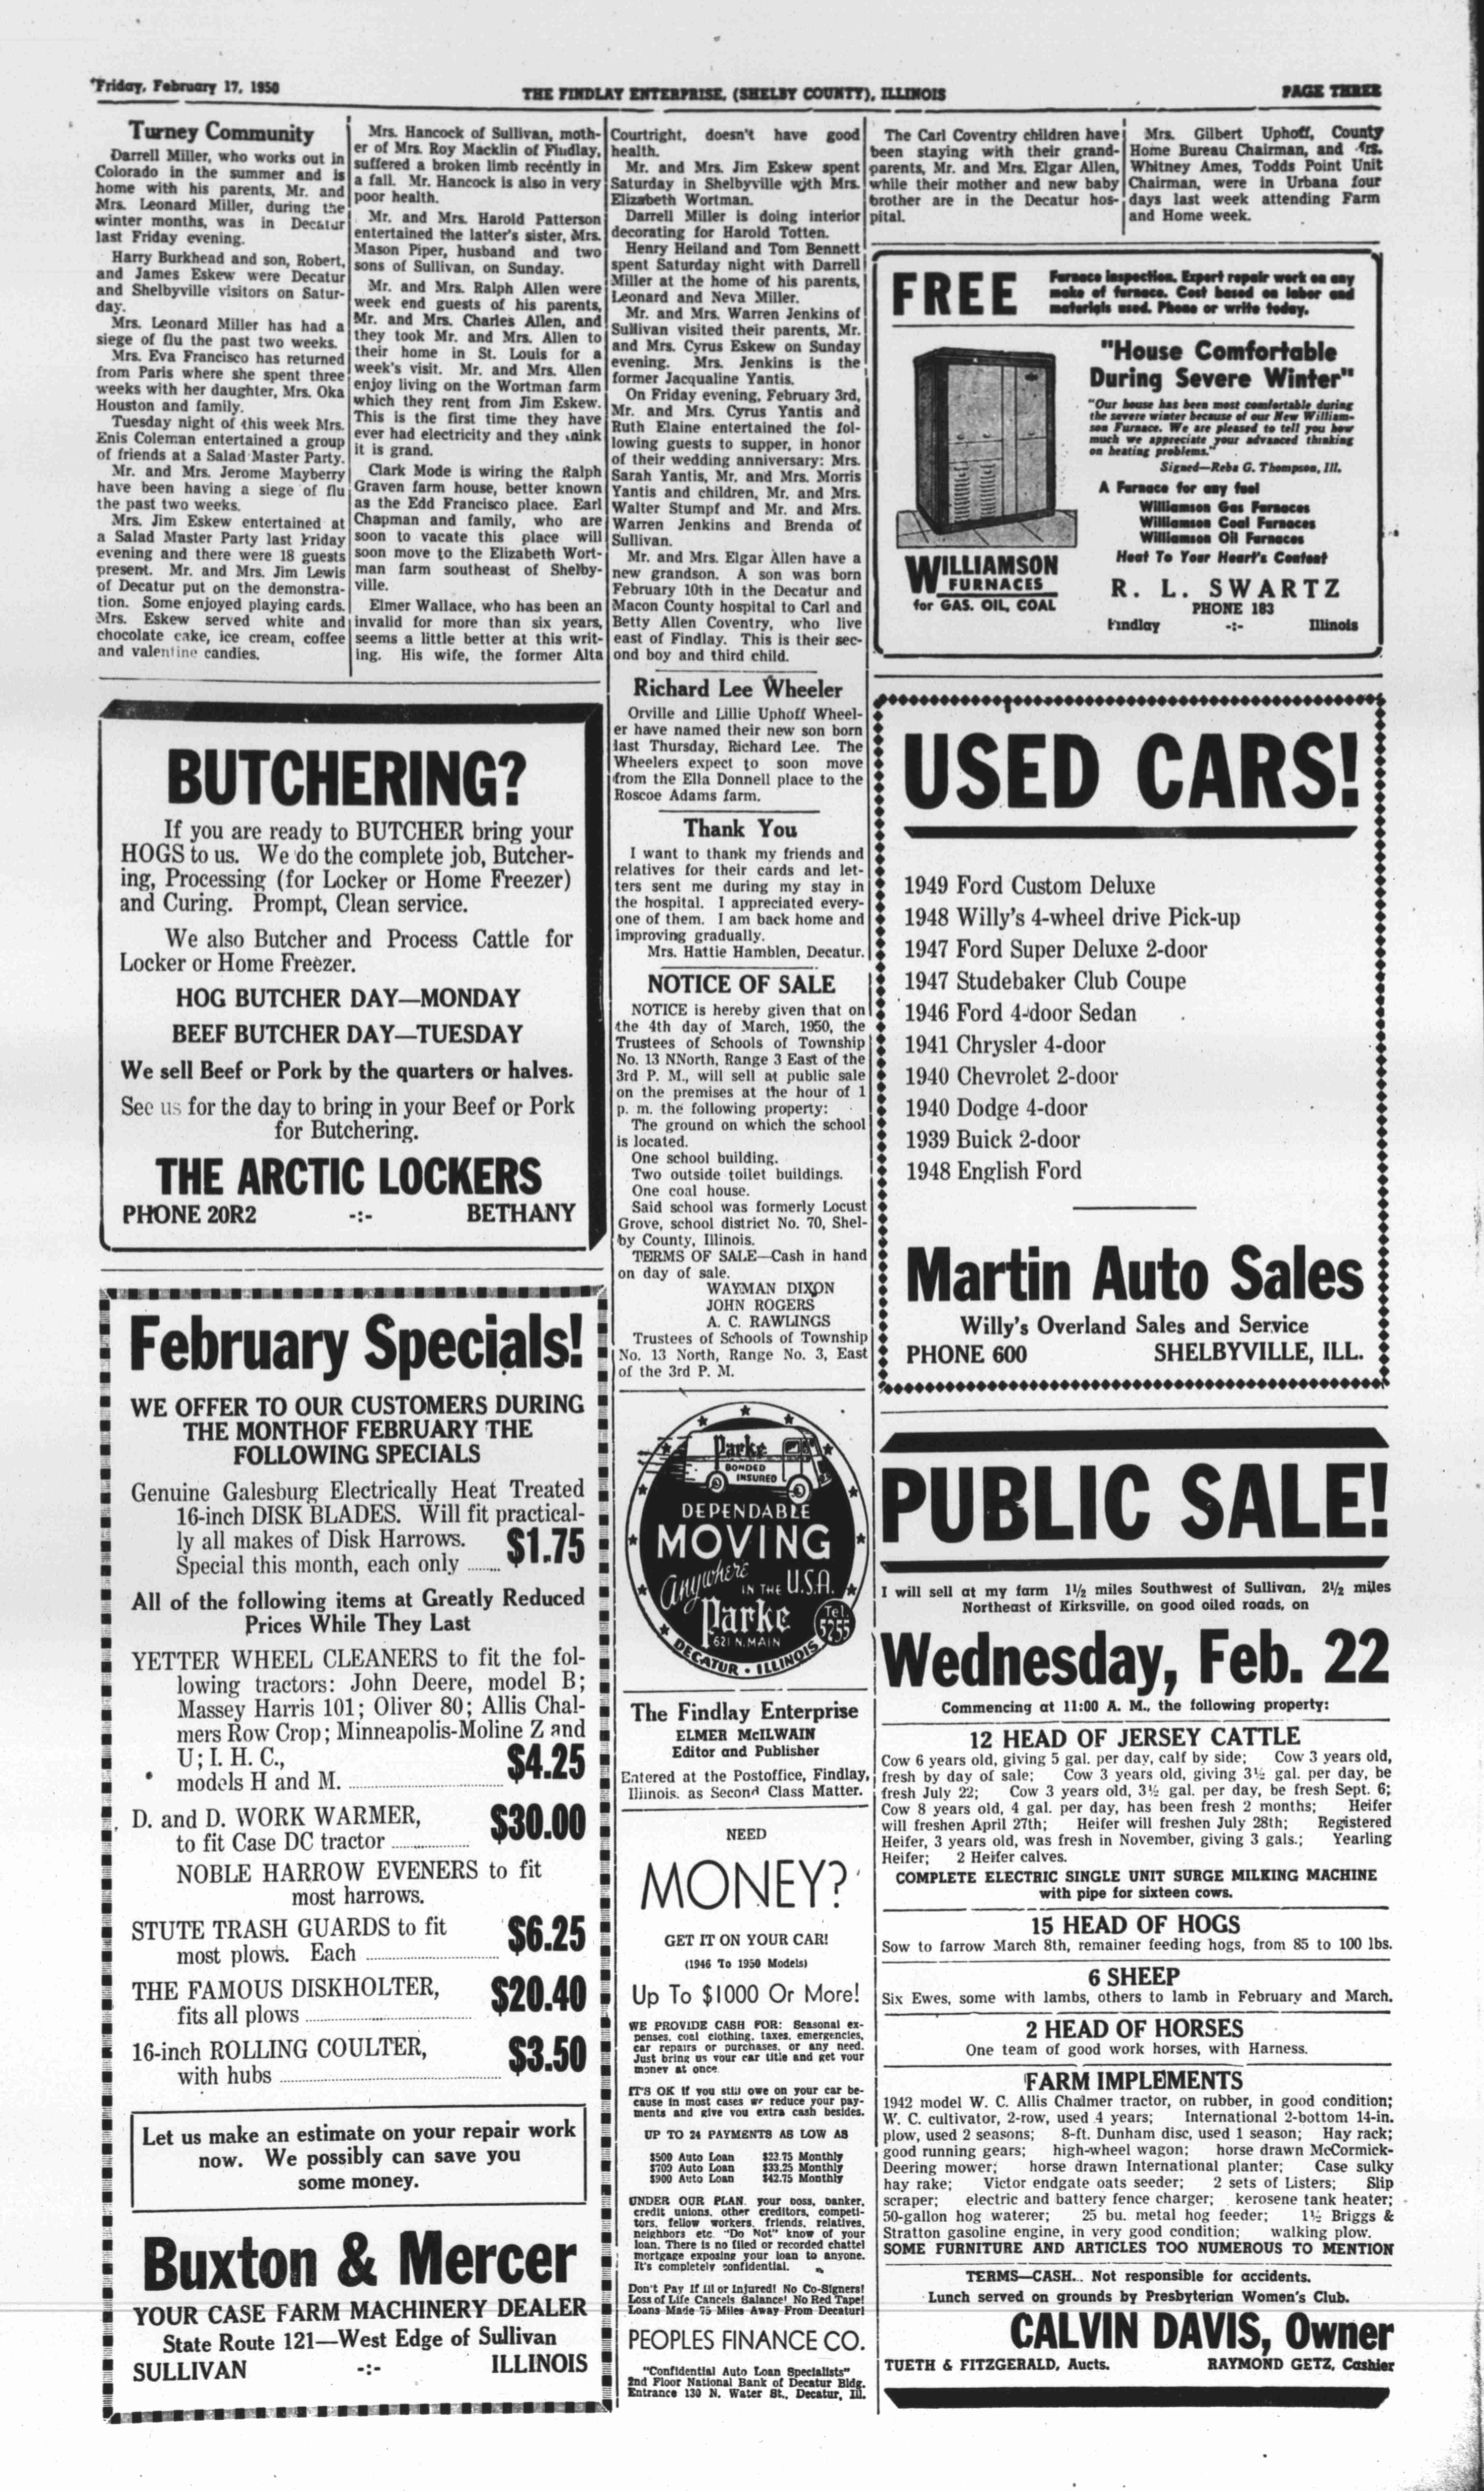 Friday, February 17, 1950
THE FINDLAY ENTERPRISE, (SHELBY COUNTY), ILLINOIS
PAGE THREE
Turney Community
Darrell Miller, who works out in
Colorado in the summer and is
home with his parents, Mr. and
Mrs. Leonard Miller, during the
winter months, was in Decatur
last Friday evening.
Harry Burkhead and son, Robert,
and James Eskew were Decatur
and Shelbyville visitors on Satur-
day.
Mrs. Leonard Miller has had a
siege of flu the past two weeks.
Mrs. Eva Francisco has returned
from Paris where she spent three
weeks with her daughter, Mrs. Oka
Houston and family.
Tuesday night of this week Mrs.
Enis Coleman entertained a group
of friends at a Salad Master Party.
Mr. and Mrs. Jerome Mayberry
have been having a siege of flu
the past two weeks.
Mrs. Jim Eskew entertained at
a Salad Master Party last Friday
evening and there were 18 guests
present. Mr. and Mrs. Jim Lewis
of Decatur put on the demonstra-
tion. Some enjoyed playing cards.
Mrs. Eskew served white and
chocolate cake, ice cream, coffee
and valentine candies.
Mrs. Hancock of Sullivan, moth-
er of Mrs. Roy Macklin of Findlay,
suffered a broken limb recently in
a fall. Mr. Hancock is also in very
poor health.
Mr. and Mrs. Harold Patterson
entertained the latter's sister, Mrs.
Mason Piper, husband and two
sons of Sullivan, on Sunday.
Mr. and Mrs. Ralph Allen were
week end guests of his parents,
Mr. and Mrs. Charles Allen, and
they took Mr. and Mrs. Allen to
their home in St. Louis for a
week's visit. Mr. and Mrs. Allen
enjoy living on the Wortman farm
which they rent from Jim Eskew.
This is the first time they have
ever had electricity and they think
it is grand.
Clark Mode is wiring the Ralph
Graven farm house, better known
as the Edd Francisco place. Earl
Chapman and family, who are
soon to vacate this place will
soon move to the Elizabeth Wort-
man farm southeast of Shelby-
ville.
Elmer Wallace, who has been an
invalid for more than six years,
seems a little better at this writ-
ing. His wife, the former Alta
Courtright, doesn't have good
health.
Mr. and Mrs. Jim Eskew spent
Saturday in Shelbyville with Mrs.
Elizabeth Wortman.
Darrell Miller is doing interior
decorating for Harold Totten.
Henry Heiland and Tom Bennett
spent Saturday night with Darrell
Miller at the home of his parents,
Leonard and Neva Miller.
Mr. and Mrs. Warren Jenkins of
Sullivan visited their parents, Mr.
and Mrs. Cyrus Eskew on Sunday
evening. Mrs. Jenkins is the
former Jacqualine Yantis.
On Friday evening, February 3rd,
Mr. and Mrs. Cyrus Yantis and
Ruth Elaine entertained the fol-
lowing guests to supper, in honor
of their wedding anniversary: Mrs.
Sarah Yantis, Mr. and Mrs. Morris
Yantis and children, Mr. and Mrs.
Walter Stumpf and Mr. and Mrs.
Warren Jenkins and Brenda of
Sullivan.
Mr. and Mrs. Elgar Allen have a
new grandson. A son was born
February 10th in the Decatur and
Macon County hospital to Carl and
Betty Allen Coventry, who live
east of Findlay. This is their sec-
ond boy and third child.
The Carl Coventry children have
been staying with their grand-
parents, Mr. and Mrs. Elgar Allen,
while their mother and new baby
brother are in the Decatur hos-
pital.
Mrs. Gilbert Uphoff, County
Home Bureau Chairman, and Mrs.
Whitney Ames, Todds Point Unit
Chairman, were in Urbana four
days last week attending Farm
and Home week.
FREE
Furnace inspection. Expert repair work on any
make of furnace. Cost based on labor and
materials used. Phone or write today.
"House Comfortable
During Severe Winter"
"Our house has been most comfortable during
the severe winter because of our New William-
son Furnace. We are pleased to tell you how
much we appreciate your advanced thinking
on heating problems."
Signed—Reba G. Thompson, Ill.
A Furnace for any fuel
Williamson Gas Furnaces
Williamson Coal Furnaces
Williamson Oil Furnaces
Heat To Your Heart's Content
WILLIAMSON
FURNACES
for GAS, OIL, COAL
R. L. SWARTZ
PHONE 183
Findlay -:- Illinois
BUTCHERING?
If you are ready to BUTCHER bring your
HOGS to us. We do the complete job, Butcher-
ing, Processing (for Locker or Home Freezer)
and Curing. Prompt, Clean service.
We also Butcher and Process Cattle for
Locker or Home Freezer.
HOG BUTCHER DAY—MONDAY
BEEF BUTCHER DAY—TUESDAY
We sell Beef or Pork by the quarters or halves.
See us for the day to bring in your Beef or Pork
for Butchering.
THE ARCTIC LOCKERS
PHONE 20R2 -:- BETHANY
February Specials!
WE OFFER TO OUR CUSTOMERS DURING
THE MONTHOF FEBRUARY THE
FOLLOWING SPECIALS
Genuine Galesburg Electrically Heat Treated
16-inch DISK BLADES. Will fit practical-
ly all makes of Disk Harrows.
Special this month, each only ....... $1.75
All of the following items at Greatly Reduced
Prices While They Last
YETTER WHEEL CLEANERS to fit the fol-
lowing tractors: John Deere, model B;
Massey Harris 101; Oliver 80; Allis Chal-
mers Row Crop; Minneapolis-Moline Z and
U; I. H. C.,
models H and M. ....... $4.25
D. and D. WORK WARMER,
to fit Case DC tractor ....... $30.00
NOBLE HARROW EVENERS to fit
most harrows.
STUTE TRASH GUARDS to fit
most plows. Each ....... $6.25
THE FAMOUS DISKHOLTER,
fits all plows ....... $20.40
16-inch ROLLING COULTER,
with hubs ....... $3.50
Let us make an estimate on your repair work
now. We possibly can save you
some money.
Buxton & Mercer
YOUR CASE FARM MACHINERY DEALER
State Route 121—West Edge of Sullivan
SULLIVAN -:- ILLINOIS
Richard Lee Wheeler
Orville and Lillie Uphoff Wheel-
er have named their new son born
last Thursday, Richard Lee. The
Wheelers expect to soon move
from the Ella Donnell place to the
Roscoe Adams farm.
Thank You
I want to thank my friends and
relatives for their cards and let-
ters sent me during my stay in
the hospital. I appreciated every-
one of them. I am back home and
improving gradually.
Mrs. Hattie Hamblen, Decatur.
NOTICE OF SALE
NOTICE is hereby given that on
the 4th day of March, 1950, the
Trustees of Schools of Township
No. 13 NNorth, Range 3 East of the
3rd P. M., will sell at public sale
on the premises at the hour of 1
p. m. the following property:
The ground on which the school
is located.
One school building.
Two outside toilet buildings.
One coal house.
Said school was formerly Locust
Grove, school district No. 70, Shel-
by County, Illinois.
TERMS OF SALE—Cash in hand
on day of sale.
WAYMAN DIXON
JOHN ROGERS
A. C. RAWLINGS
Trustees of Schools of Township
No. 13 North, Range No. 3, East
of the 3rd P. M.
Parke
BONDED
INSURED
DEPENDABLE
MOVING
Anywhere
IN THE U.S.A.
Parke
Tel. 5255
621 N. MAIN
DECATUR • ILLINOIS
The Findlay Enterprise
ELMER McILWAIN
Editor and Publisher
Entered at the Postoffice, Findlay,
Illinois. as Second Class Matter.
NEED
MONEY?
GET IT ON YOUR CAR!
(1946 To 1950 Models)
Up To $1000 Or More!
WE PROVIDE CASH FOR: Seasonal ex-
penses, coal clothing, taxes, emergencies,
car repairs or purchases, or any need.
Just bring us your car title and get your
money at once
IT'S OK if you still owe on your car be-
cause in most cases we reduce your pay-
ments and give you extra cash besides.
UP TO 24 PAYMENTS AS LOW AS
$500 Auto Loan $22.75 Monthly
$700 Auto Loan $33.25 Monthly
$900 Auto Loan $42.75 Monthly
UNDER OUR PLAN. your boss, banker,
credit unions, other creditors, competi-
tors, fellow workers, friends, relatives,
neighbors etc. "Do Not" know of your
loan. There is no filed or recorded chattel
mortgage exposing your loan to anyone.
It's completely confidential.
Don't Pay If Ill or Injured! No Co-Signers!
Loss of Life Cancels Balance! No Red Tape!
Loans Made 75 Miles Away From Decatur!
PEOPLES FINANCE CO.
"Confidential Auto Loan Specialists"
2nd Floor National Bank of Decatur Bldg.
Entrance 130 N. Water St., Decatur, Ill.
USED CARS!
1949 Ford Custom Deluxe
1948 Willy's 4-wheel drive Pick-up
1947 Ford Super Deluxe 2-door
1947 Studebaker Club Coupe
1946 Ford 4-door Sedan
1941 Chrysler 4-door
1940 Chevrolet 2-door
1940 Dodge 4-door
1939 Buick 2-door
1948 English Ford
Martin Auto Sales
Willy's Overland Sales and Service
PHONE 600 SHELBYVILLE, ILL.
PUBLIC SALE!
I will sell at my farm 1½ miles Southwest of Sullivan, 2½ miles
Northeast of Kirksville, on good oiled roads, on
Wednesday, Feb. 22
Commencing at 11:00 A. M., the following property:
12 HEAD OF JERSEY CATTLE
Cow 6 years old, giving 5 gal. per day, calf by side; Cow 3 years old,
fresh by day of sale; Cow 3 years old, giving 3½ gal. per day, be
fresh July 22; Cow 3 years old, 3½ gal. per day, be fresh Sept. 6;
Cow 8 years old, 4 gal. per day, has been fresh 2 months; Heifer
will freshen April 27th; Heifer will freshen July 28th; Registered
Heifer, 3 years old, was fresh in November, giving 3 gals.; Yearling
Heifer; 2 Heifer calves.
COMPLETE ELECTRIC SINGLE UNIT SURGE MILKING MACHINE
with pipe for sixteen cows.
15 HEAD OF HOGS
Sow to farrow March 8th, remainer feeding hogs, from 85 to 100 lbs.
6 SHEEP
Six Ewes, some with lambs, others to lamb in February and March.
2 HEAD OF HORSES
One team of good work horses, with Harness.
FARM IMPLEMENTS
1942 model W. C. Allis Chalmer tractor, on rubber, in good condition;
W. C. cultivator, 2-row, used 4 years; International 2-bottom 14-in.
plow, used 2 seasons; 8-ft. Dunham disc, used 1 season; Hay rack;
good running gears; high-wheel wagon; horse drawn McCormick-
Deering mower; horse drawn International planter; Case sulky
hay rake; Victor endgate oats seeder; 2 sets of Listers; Slip
scraper; electric and battery fence charger; kerosene tank heater;
50-gallon hog waterer; 25 bu. metal hog feeder; 1½ Briggs &
Stratton gasoline engine, in very good condition; walking plow.
SOME FURNITURE AND ARTICLES TOO NUMEROUS TO MENTION
TERMS—CASH. Not responsible for accidents.
Lunch served on grounds by Presbyterian Women's Club.
CALVIN DAVIS, Owner
TUETH & FITZGERALD, Aucts. RAYMOND GETZ, Cashier